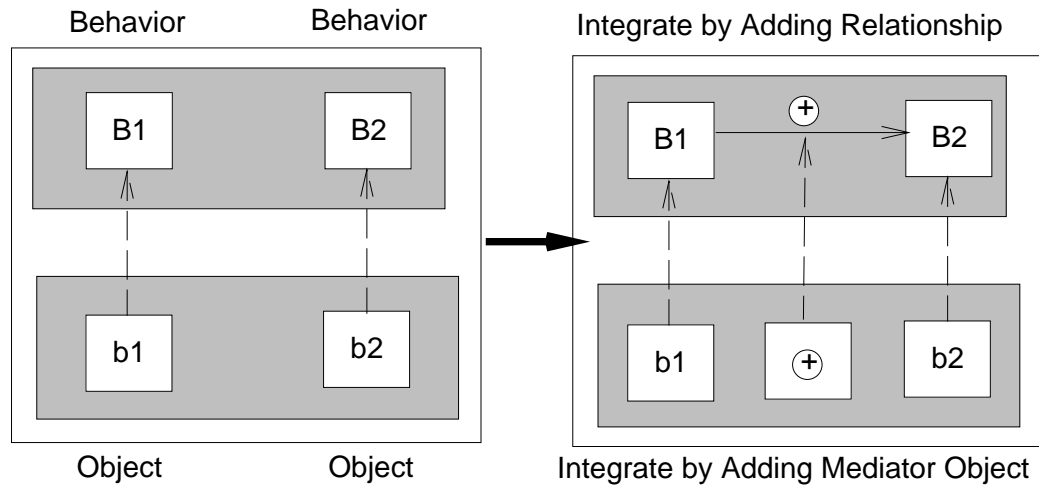 Behavior Behavior
B1 B2
b1 b2
Object Object
Integrate by Adding Relationship
B1 + B2
b1 + b2
Integrate by Adding Mediator Object